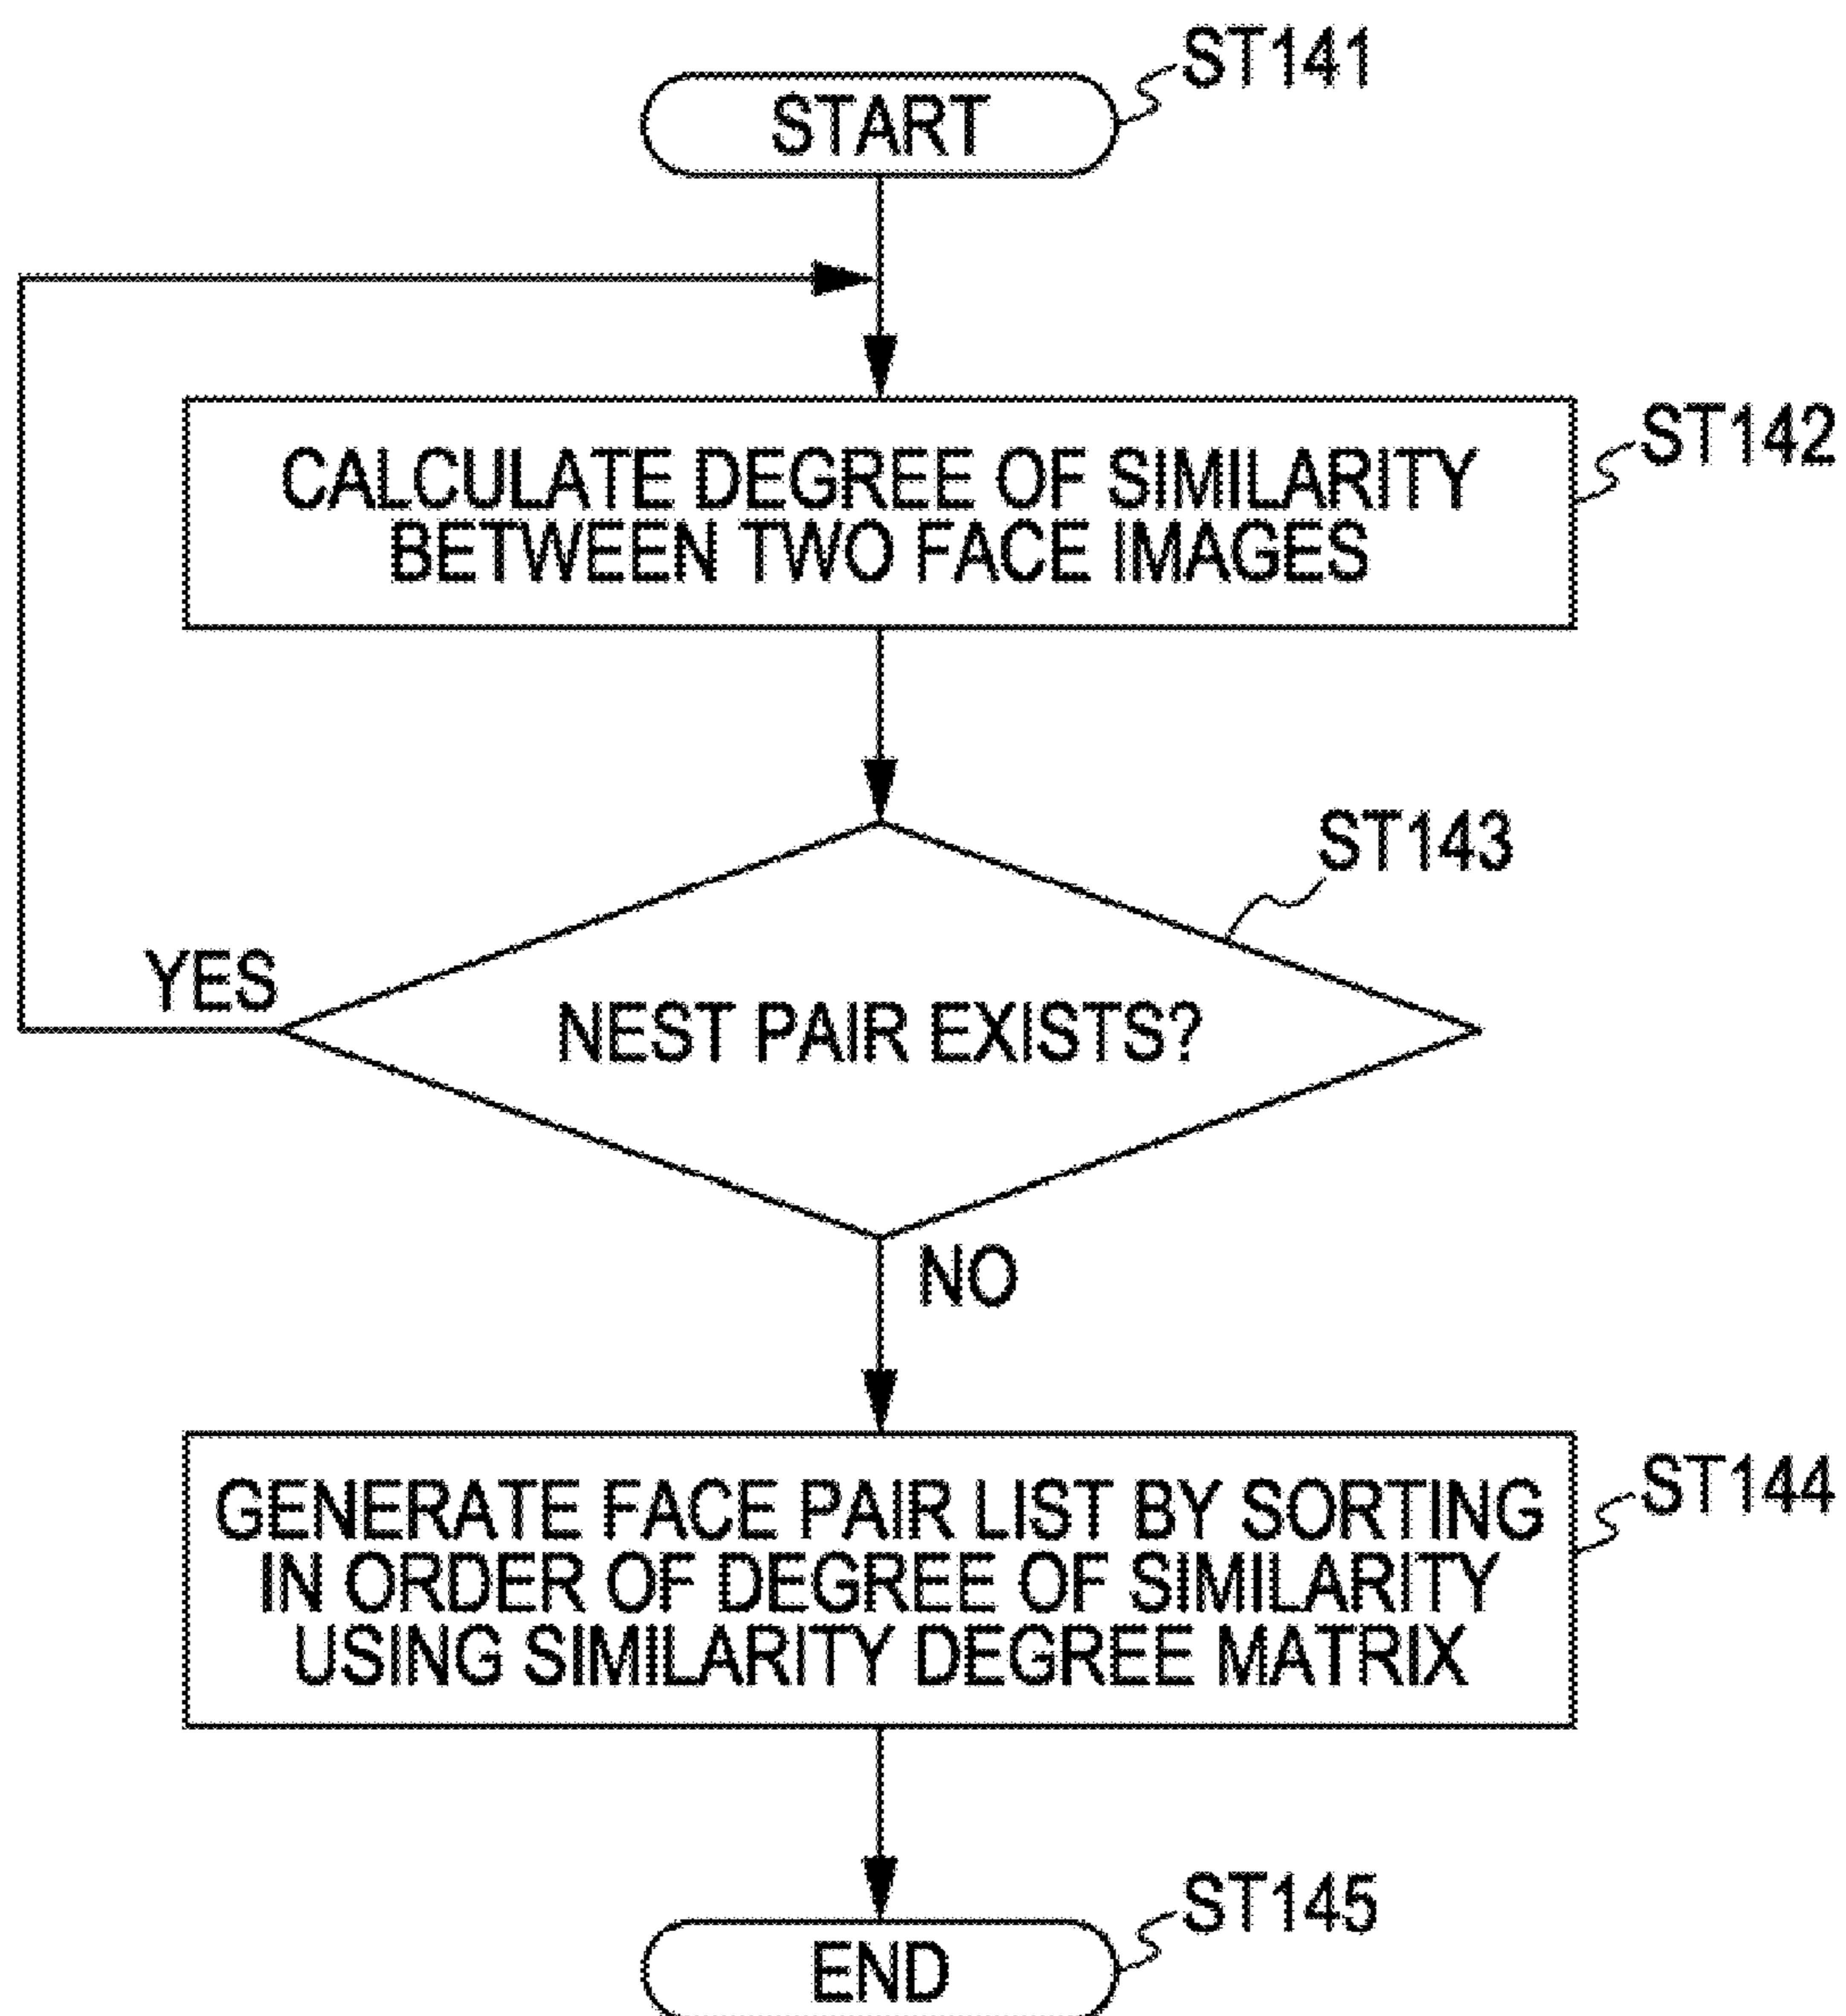 ST141
START
CALCULATE DEGREE OF SIMILARITY
BETWEEN TWO FACE IMAGES
ST142
ST143
YES
NEST PAIR EXISTS?
NO
GENERATE FACE PAIR LIST BY SORTING
IN ORDER OF DEGREE OF SIMILARITY
USING SIMILARITY DEGREE MATRIX
ST144
ST145
END